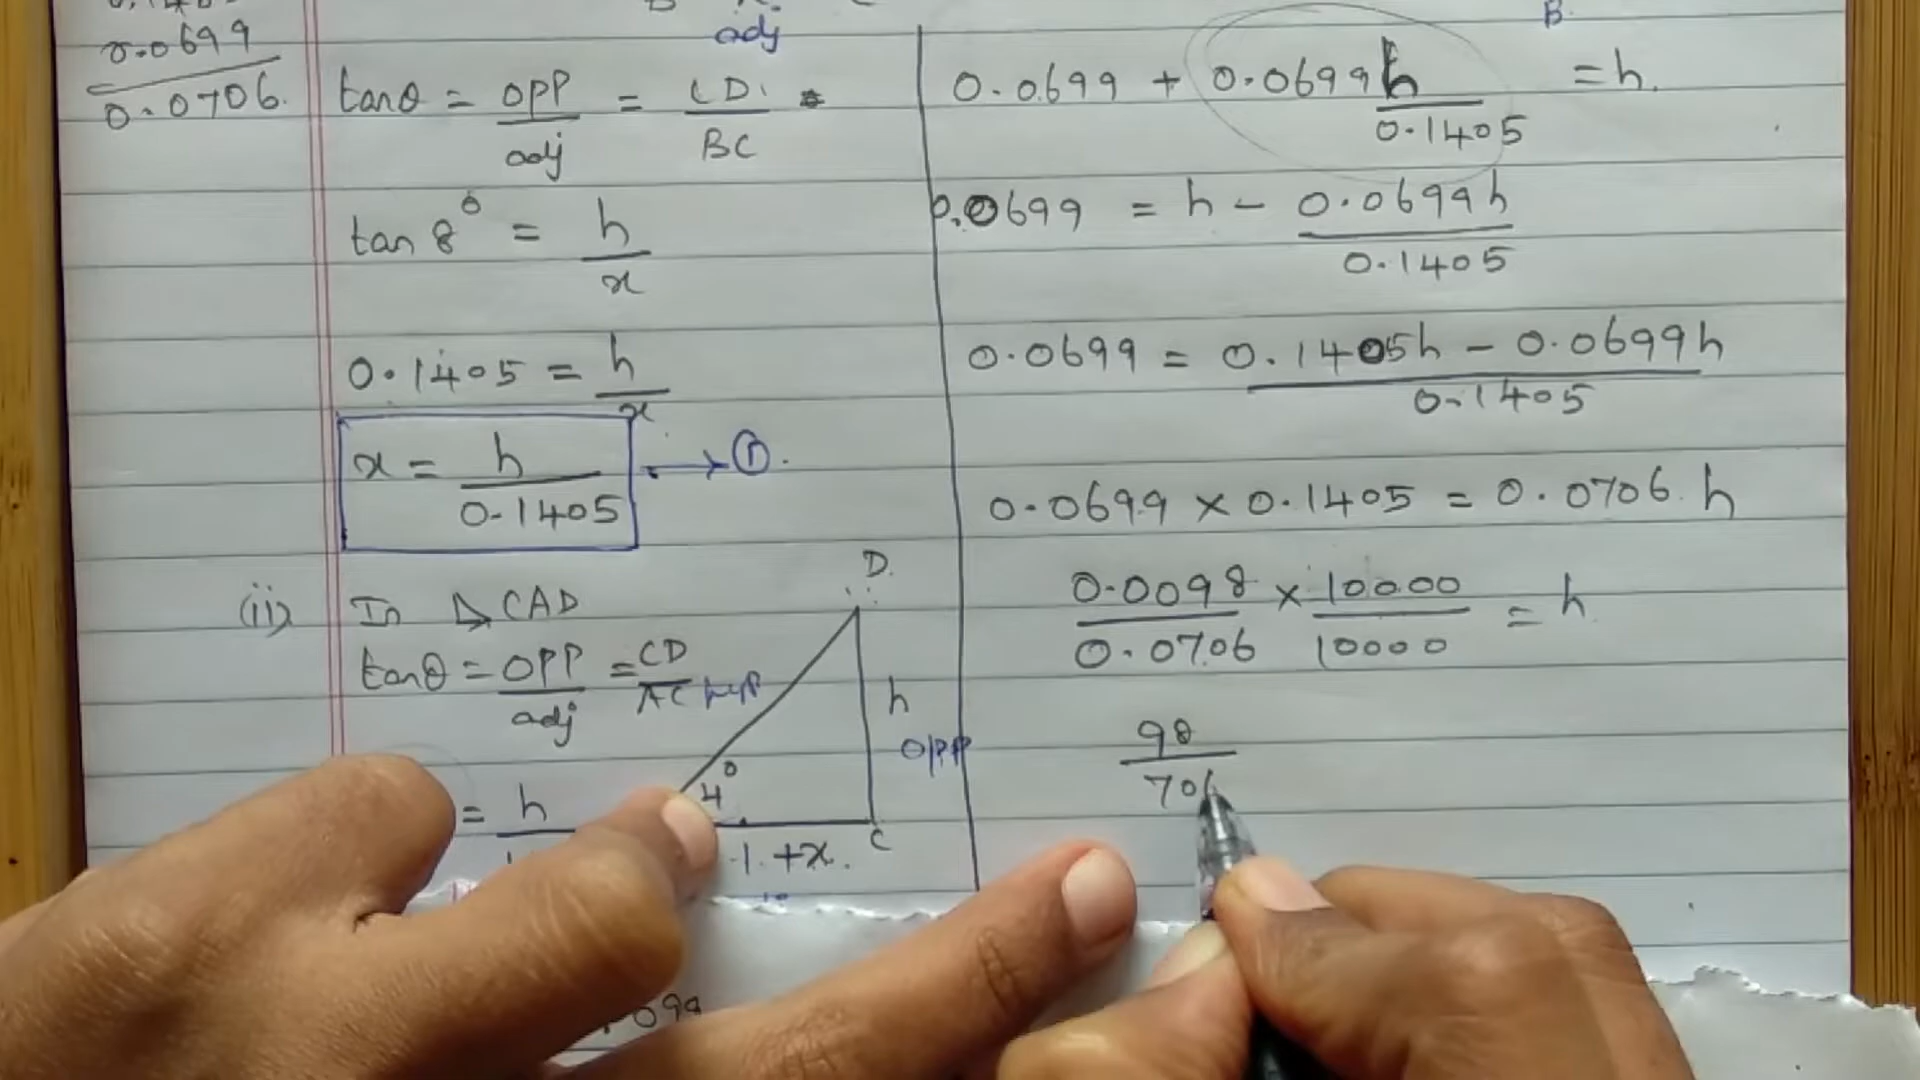 0.0699
0.0706.
adj
tanθ = opp/adj = CD/BC
tan 8° = h/x
0.1405 = h/x
x = h/0.1405 → ①.
(ii) In ▷ CAD
tanθ = opp/adj = CD/AC
= h
D.
hyp
h
opp
4°
1 + x.
C
B.
0.0699 + 0.0699h/0.1405 = h.
0.0699 = h - 0.0699h/0.1405
0.0699 = 0.1405h - 0.0699h/0.1405
0.0699 × 0.1405 = 0.0706 h
0.0098/0.0706 × 10000/10000 = h
98/706